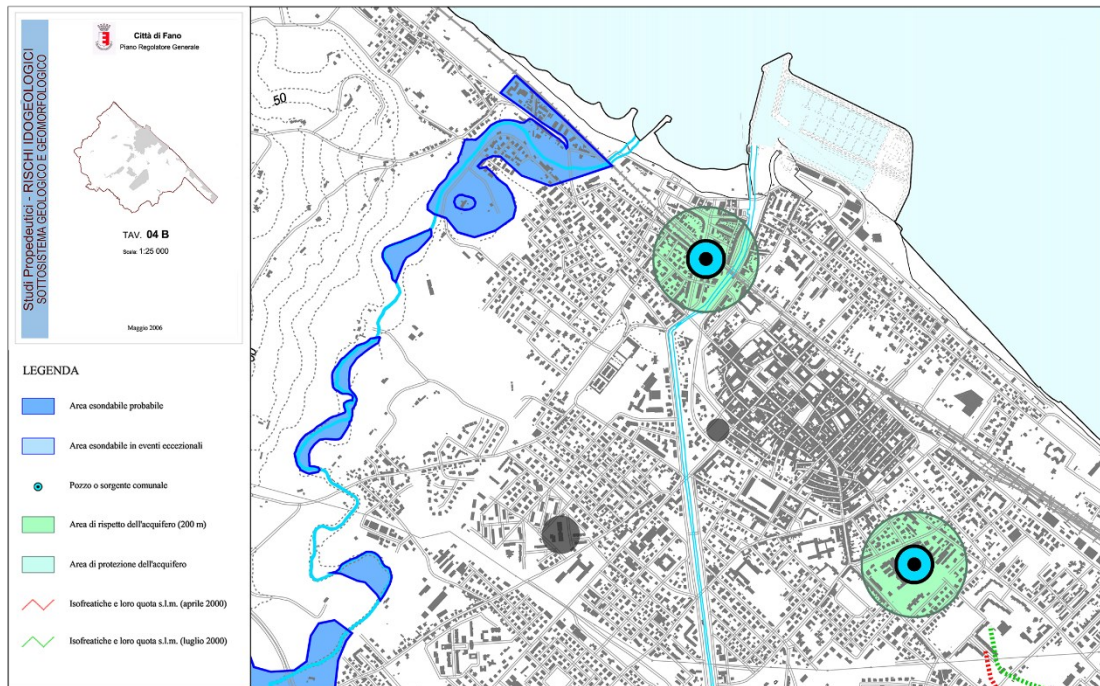 Studi Propedeutici - RISCHI IDOGEOLOGICI
SOTTOSISTEMA GEOLOGICO E GEOMORFOLOGICO
Città di Fano
Piano Regolatore Generale
TAV. 04 B
Scala: 1:25 000
Maggio 2006
LEGENDA
Area esondabile probabile
Area esondabile in eventi eccezionali
Pozzo o sorgente comunale
Area di rispetto dell'acquifero (200 m)
Area di protezione dell'acquifero
Isofreatiche e loro quota s.l.m. (aprile 2000)
Isofreatiche e loro quota s.l.m. (luglio 2000)
50